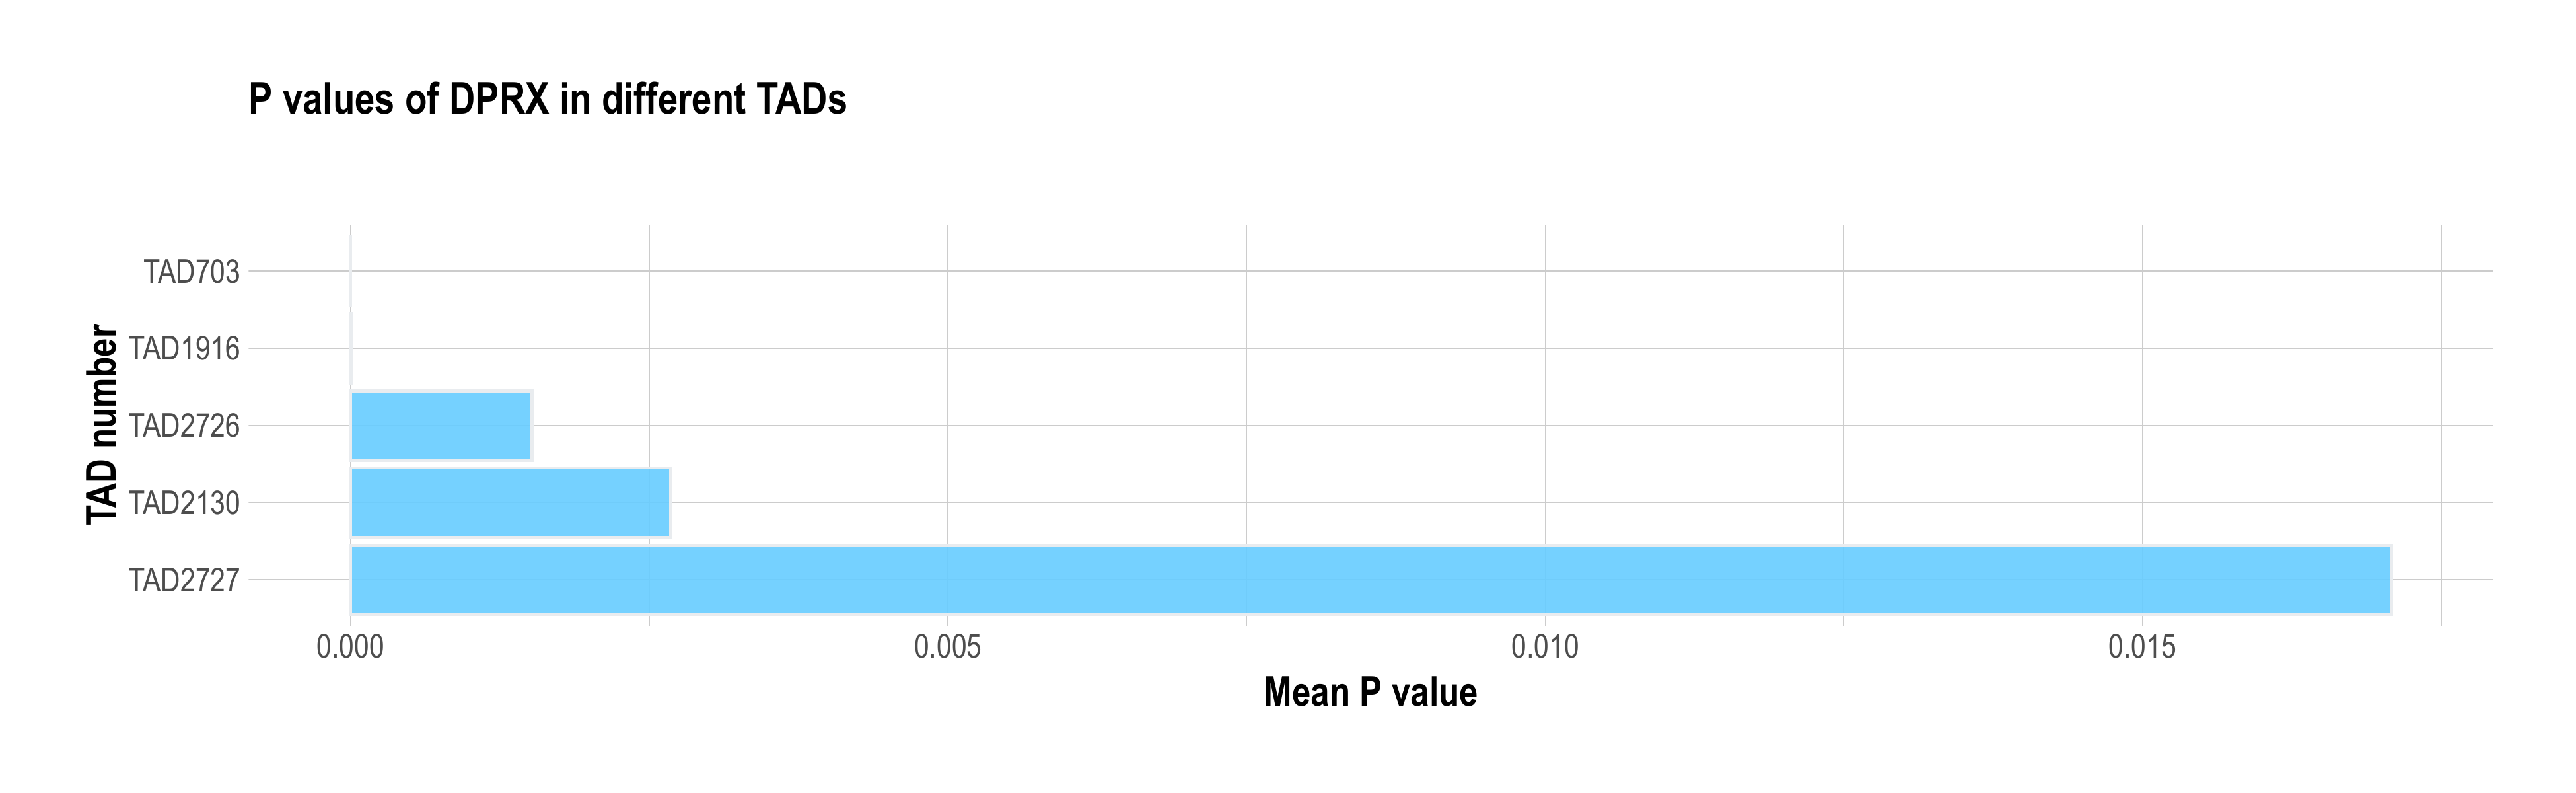 P values of DPRX in different TADs
TAD number
TAD703
TAD1916
TAD2726
TAD2130
TAD2727
0.000 0.005 0.010 0.015
Mean P value